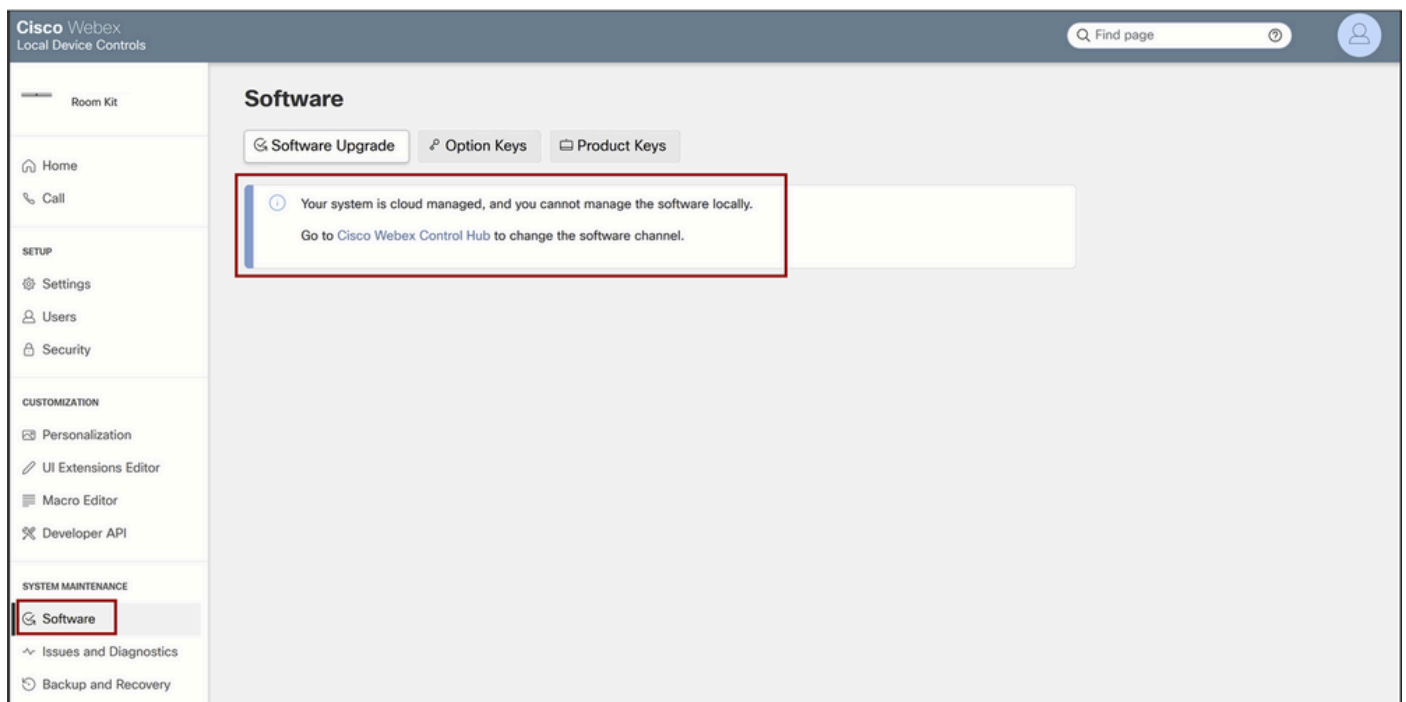 Cisco Webex
Local Device Controls
Find page
Room Kit
Home
Call
SETUP
Settings
Users
Security
CUSTOMIZATION
Personalization
UI Extensions Editor
Macro Editor
Developer API
SYSTEM MAINTENANCE
Software
Issues and Diagnostics
Backup and Recovery
Software
Software Upgrade Option Keys Product Keys
Your system is cloud managed, and you cannot manage the software locally.
Go to Cisco Webex Control Hub to change the software channel.